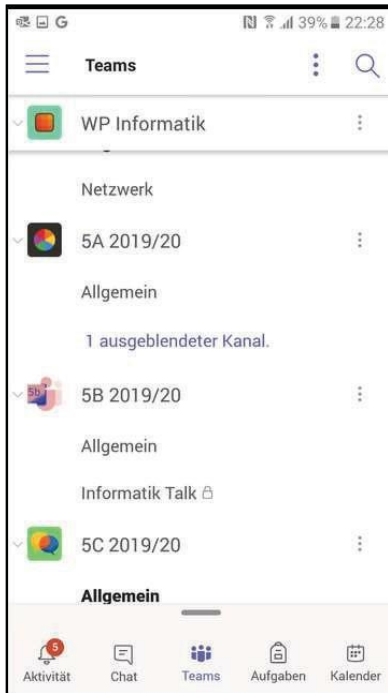 G 39% 22:28
Teams
WP Informatik
Netzwerk
5A 2019/20
Allgemein
1 ausgeblendeter Kanal.
5b
5B 2019/20
Allgemein
Informatik Talk
5C 2019/20
Allgemein
5
Aktivität Chat Teams Aufgaben Kalender